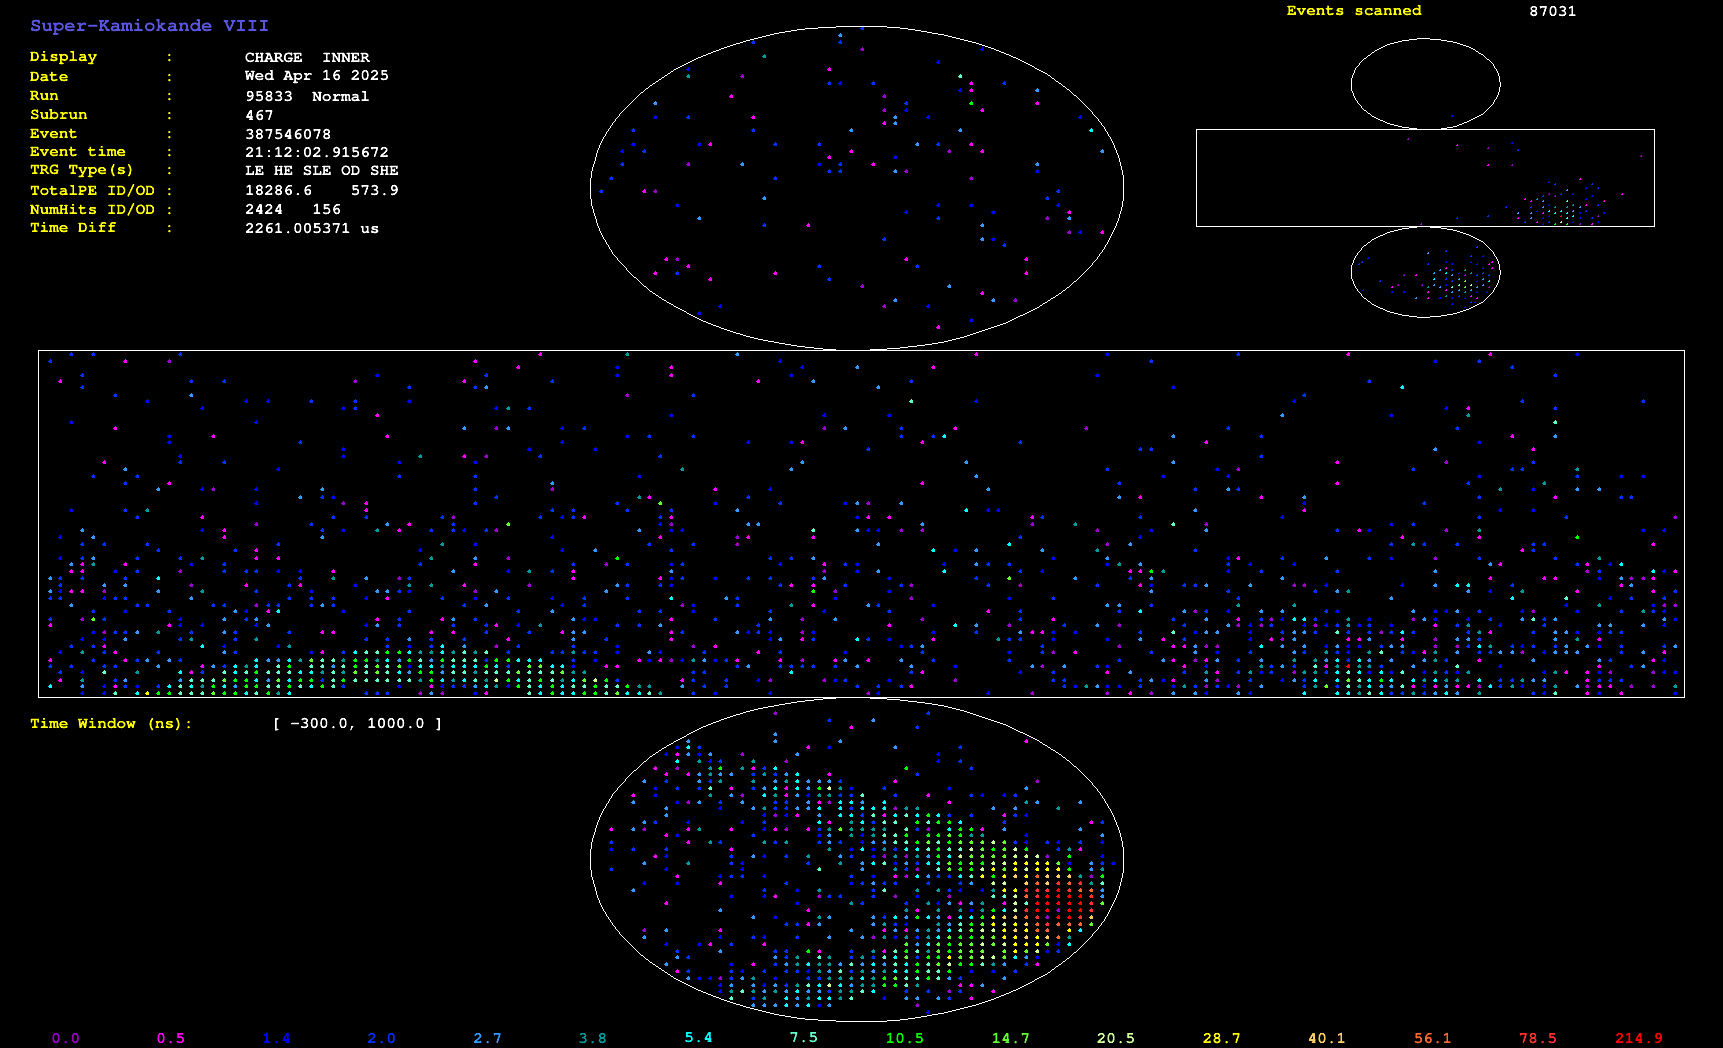 Super-Kamiokande VIII
Display : CHARGE INNER
Date : Wed Apr 16 2025
Run : 95833 Normal
Subrun : 467
Event : 387546078
Event time : 21:12:02.915672
TRG Type(s) : LE HE SLE OD SHE
TotalPE ID/OD : 18286.6 573.9
NumHits ID/OD : 2424 156
Time Diff : 2261.005371 us
Events scanned 87031
Time Window (ns): [ -300.0, 1000.0 ]
0.0 0.5 1.4 2.0 2.7 3.8 5.4 7.5 10.5 14.7 20.5 28.7 40.1 56.1 78.5 214.9